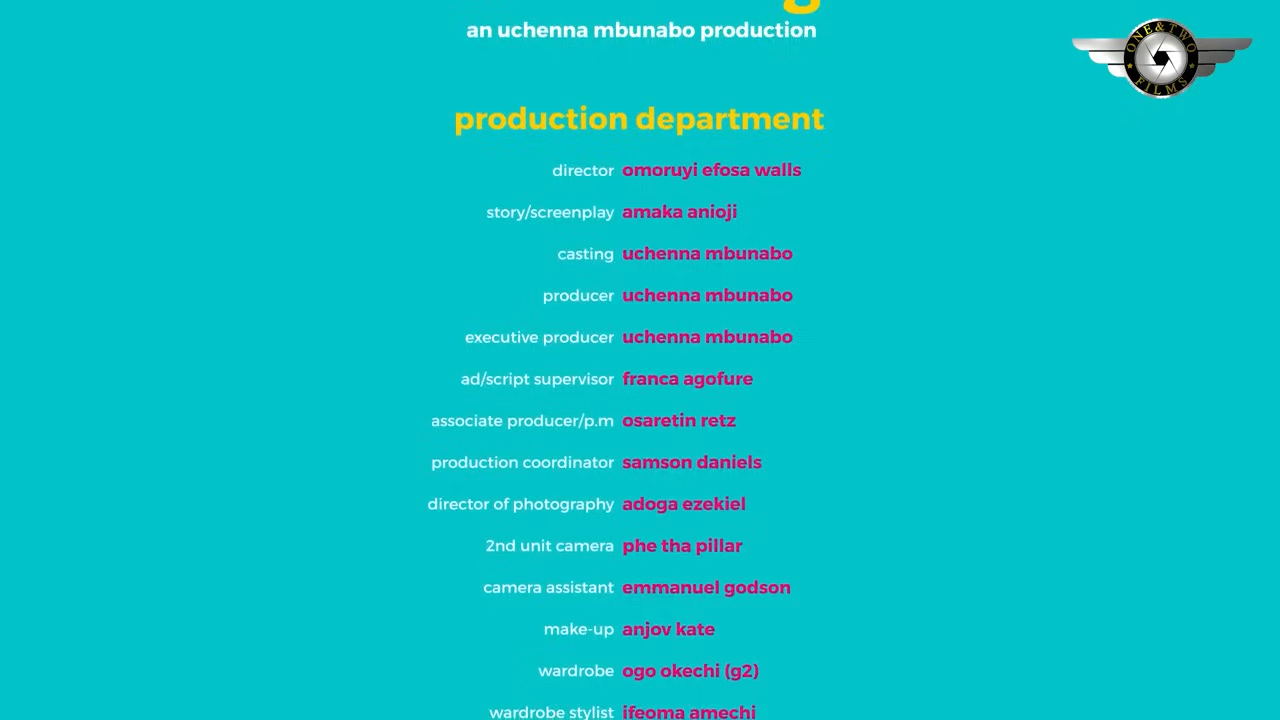 g
an uchenna mbunabo production
ONE&TWO
FILMS
production department
director omoruyi efosa walls
story/screenplay amaka anioji
casting uchenna mbunabo
producer uchenna mbunabo
executive producer uchenna mbunabo
ad/script supervisor franca agofure
associate producer/p.m osaretin retz
production coordinator samson daniels
director of photography adoga ezekiel
2nd unit camera phe tha pillar
camera assistant emmanuel godson
make-up anjov kate
wardrobe ogo okechi (g2)
wardrobe stylist ifeoma amechi